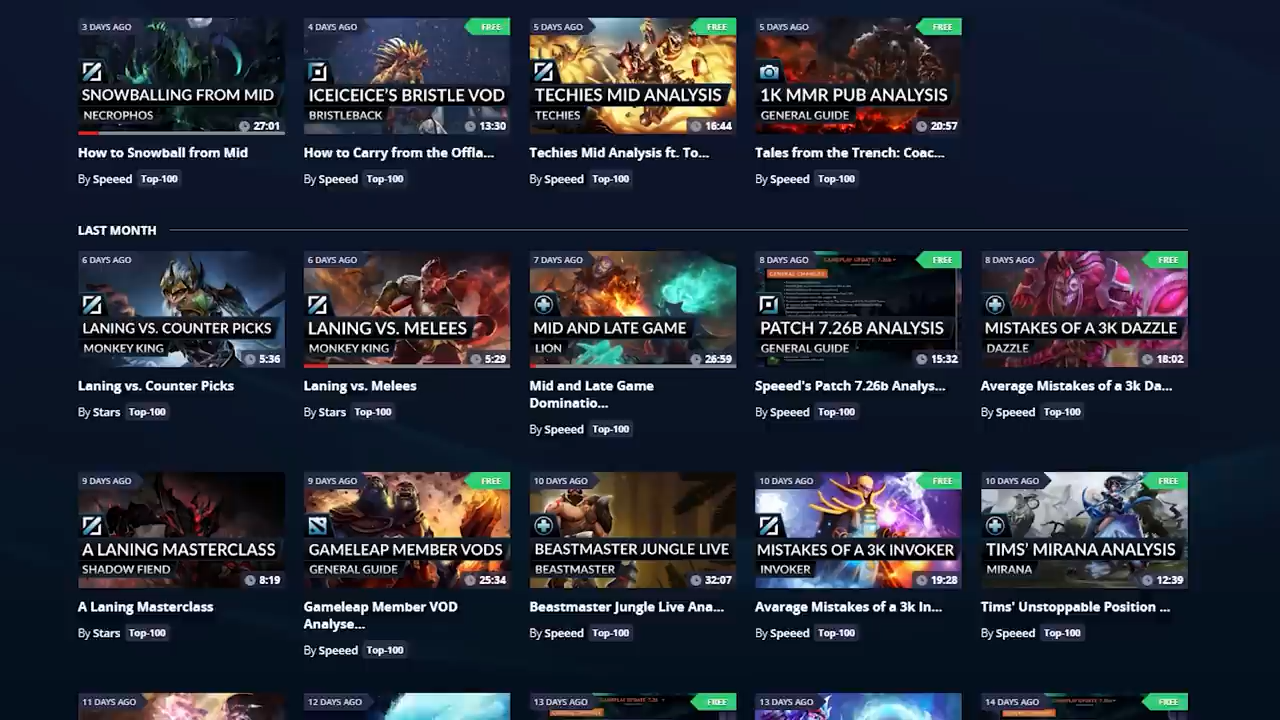 3 DAYS AGO
SNOWBALLING FROM MID
NECROPHOS
27:01
How to Snowball from Mid
By Speeed Top-100
4 DAYS AGO FREE
ICEICEICE'S BRISTLE VOD
BRISTLEBACK
13:30
How to Carry from the Offla...
By Speeed Top-100
5 DAYS AGO FREE
TECHIES MID ANALYSIS
TECHIES
16:44
Techies Mid Analysis ft. To...
By Speeed Top-100
5 DAYS AGO FREE
1K MMR PUB ANALYSIS
GENERAL GUIDE
20:57
Tales from the Trench: Coac...
By Speeed Top-100
LAST MONTH
6 DAYS AGO
LANING VS. COUNTER PICKS
MONKEY KING
5:36
Laning vs. Counter Picks
By Stars Top-100
6 DAYS AGO
LANING VS. MELEES
MONKEY KING
5:29
Laning vs. Melees
By Stars Top-100
7 DAYS AGO
MID AND LATE GAME
LION
26:59
Mid and Late Game
Dominatio...
By Speeed Top-100
8 DAYS AGO FREE
GAMEPLAY UPDATE 7.26b
GENERAL CHANGES
PATCH 7.26B ANALYSIS
GENERAL GUIDE
15:32
Speeed's Patch 7.26b Analys...
By Speeed Top-100
8 DAYS AGO FREE
MISTAKES OF A 3K DAZZLE
DAZZLE
18:02
Average Mistakes of a 3k Da...
By Speeed Top-100
9 DAYS AGO
A LANING MASTERCLASS
SHADOW FIEND
8:19
A Laning Masterclass
By Stars Top-100
9 DAYS AGO FREE
GAMELEAP MEMBER VODS
GENERAL GUIDE
25:34
Gameleap Member VOD
Analyse...
By Speeed Top-100
10 DAYS AGO
BEASTMASTER JUNGLE LIVE
BEASTMASTER
32:07
Beastmaster Jungle Live Ana...
By Speeed Top-100
10 DAYS AGO FREE
MISTAKES OF A 3K INVOKER
INVOKER
19:28
Avarage Mistakes of a 3k In...
By Speeed Top-100
10 DAYS AGO FREE
TIMS' MIRANA ANALYSIS
MIRANA
12:39
Tims' Unstoppable Position ...
By Speeed Top-100
11 DAYS AGO
12 DAYS AGO
13 DAYS AGO FREE
13 DAYS AGO FREE
14 DAYS AGO FREE